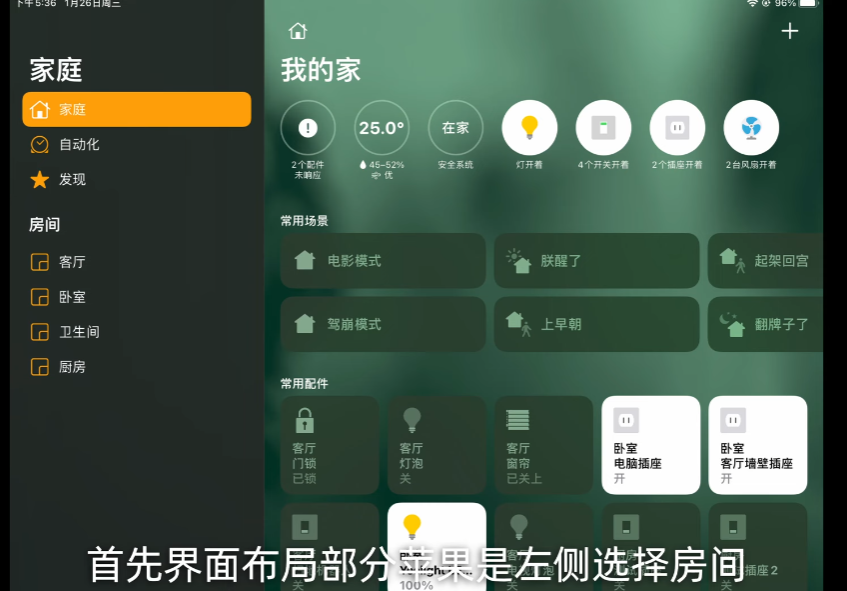 下午5:36 1月26日周三
96%
家庭
家庭
自动化
发现
房间
客厅
卧室
卫生间
厨房
我的家
25.0°
在家
2个配件
未响应
45–52%
优
安全系统
灯开着
4个开关开着
2个插座开着
2台风扇开着
常用场景
电影模式
朕醒了
起架回宫
驾崩模式
上早朝
翻牌子了
常用配件
客厅
门锁
已锁
客厅
灯泡
关
客厅
窗帘
已关上
卧室
电脑插座
开
卧室
客厅墙壁插座
开
首先界面布局部分苹果是左侧选择房间
插座 2
关
100%
关
关
关